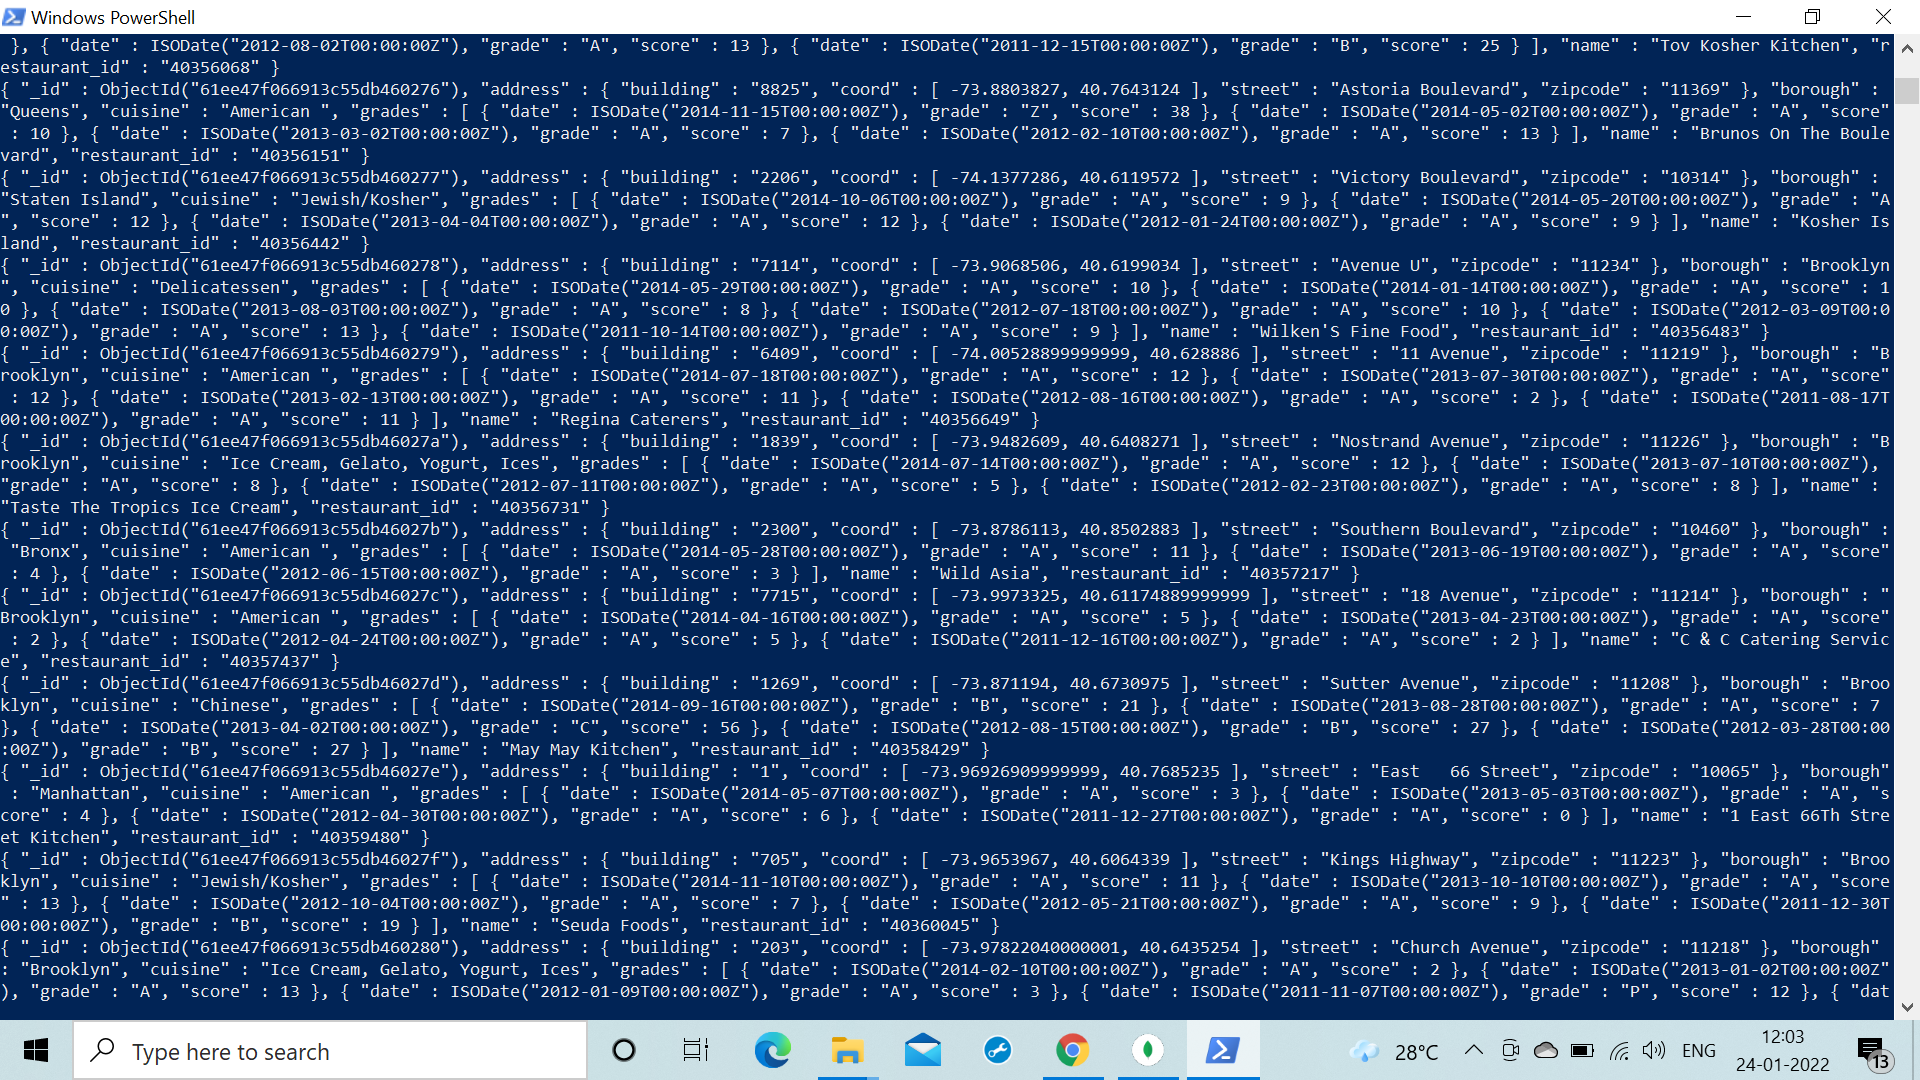 Windows PowerShell
 }, { "date" : ISODate("2012-08-02T00:00:00Z"), "grade" : "A", "score" : 13 }, { "date" : ISODate("2011-12-15T00:00:00Z"), "grade" : "B", "score" : 25 } ], "name" : "Tov Kosher Kitchen", "r
estaurant_id" : "40356068" }
{ "_id" : ObjectId("61ee47f066913c55db460276"), "address" : { "building" : "8825", "coord" : [ -73.8803827, 40.7643124 ], "street" : "Astoria Boulevard", "zipcode" : "11369" }, "borough" :
"Queens", "cuisine" : "American ", "grades" : [ { "date" : ISODate("2014-11-15T00:00:00Z"), "grade" : "Z", "score" : 38 }, { "date" : ISODate("2014-05-02T00:00:00Z"), "grade" : "A", "score"
 : 10 }, { "date" : ISODate("2013-03-02T00:00:00Z"), "grade" : "A", "score" : 7 }, { "date" : ISODate("2012-02-10T00:00:00Z"), "grade" : "A", "score" : 13 } ], "name" : "Brunos On The Boule
vard", "restaurant_id" : "40356151" }
{ "_id" : ObjectId("61ee47f066913c55db460277"), "address" : { "building" : "2206", "coord" : [ -74.1377286, 40.6119572 ], "street" : "Victory Boulevard", "zipcode" : "10314" }, "borough" :
"Staten Island", "cuisine" : "Jewish/Kosher", "grades" : [ { "date" : ISODate("2014-10-06T00:00:00Z"), "grade" : "A", "score" : 9 }, { "date" : ISODate("2014-05-20T00:00:00Z"), "grade" : "A
", "score" : 12 }, { "date" : ISODate("2013-04-04T00:00:00Z"), "grade" : "A", "score" : 12 }, { "date" : ISODate("2012-01-24T00:00:00Z"), "grade" : "A", "score" : 9 } ], "name" : "Kosher Is
land", "restaurant_id" : "40356442" }
{ "_id" : ObjectId("61ee47f066913c55db460278"), "address" : { "building" : "7114", "coord" : [ -73.9068506, 40.6199034 ], "street" : "Avenue U", "zipcode" : "11234" }, "borough" : "Brooklyn
", "cuisine" : "Delicatessen", "grades" : [ { "date" : ISODate("2014-05-29T00:00:00Z"), "grade" : "A", "score" : 10 }, { "date" : ISODate("2014-01-14T00:00:00Z"), "grade" : "A", "score" : 1
0 }, { "date" : ISODate("2013-08-03T00:00:00Z"), "grade" : "A", "score" : 8 }, { "date" : ISODate("2012-07-18T00:00:00Z"), "grade" : "A", "score" : 10 }, { "date" : ISODate("2012-03-09T00:0
0:00Z"), "grade" : "A", "score" : 13 }, { "date" : ISODate("2011-10-14T00:00:00Z"), "grade" : "A", "score" : 9 } ], "name" : "Wilken'S Fine Food", "restaurant_id" : "40356483" }
{ "_id" : ObjectId("61ee47f066913c55db460279"), "address" : { "building" : "6409", "coord" : [ -74.00528899999999, 40.628886 ], "street" : "11 Avenue", "zipcode" : "11219" }, "borough" : "B
rooklyn", "cuisine" : "American ", "grades" : [ { "date" : ISODate("2014-07-18T00:00:00Z"), "grade" : "A", "score" : 12 }, { "date" : ISODate("2013-07-30T00:00:00Z"), "grade" : "A", "score"
 : 12 }, { "date" : ISODate("2013-02-13T00:00:00Z"), "grade" : "A", "score" : 11 }, { "date" : ISODate("2012-08-16T00:00:00Z"), "grade" : "A", "score" : 2 }, { "date" : ISODate("2011-08-17T
00:00:00Z"), "grade" : "A", "score" : 11 } ], "name" : "Regina Caterers", "restaurant_id" : "40356649" }
{ "_id" : ObjectId("61ee47f066913c55db46027a"), "address" : { "building" : "1839", "coord" : [ -73.9482609, 40.6408271 ], "street" : "Nostrand Avenue", "zipcode" : "11226" }, "borough" : "B
rooklyn", "cuisine" : "Ice Cream, Gelato, Yogurt, Ices", "grades" : [ { "date" : ISODate("2014-07-14T00:00:00Z"), "grade" : "A", "score" : 12 }, { "date" : ISODate("2013-07-10T00:00:00Z"),
"grade" : "A", "score" : 8 }, { "date" : ISODate("2012-07-11T00:00:00Z"), "grade" : "A", "score" : 5 }, { "date" : ISODate("2012-02-23T00:00:00Z"), "grade" : "A", "score" : 8 } ], "name" :
"Taste The Tropics Ice Cream", "restaurant_id" : "40356731" }
{ "_id" : ObjectId("61ee47f066913c55db46027b"), "address" : { "building" : "2300", "coord" : [ -73.8786113, 40.8502883 ], "street" : "Southern Boulevard", "zipcode" : "10460" }, "borough" :
 "Bronx", "cuisine" : "American ", "grades" : [ { "date" : ISODate("2014-05-28T00:00:00Z"), "grade" : "A", "score" : 11 }, { "date" : ISODate("2013-06-19T00:00:00Z"), "grade" : "A", "score"
 : 4 }, { "date" : ISODate("2012-06-15T00:00:00Z"), "grade" : "A", "score" : 3 } ], "name" : "Wild Asia", "restaurant_id" : "40357217" }
{ "_id" : ObjectId("61ee47f066913c55db46027c"), "address" : { "building" : "7715", "coord" : [ -73.9973325, 40.61174889999999 ], "street" : "18 Avenue", "zipcode" : "11214" }, "borough" : "
Brooklyn", "cuisine" : "American ", "grades" : [ { "date" : ISODate("2014-04-16T00:00:00Z"), "grade" : "A", "score" : 5 }, { "date" : ISODate("2013-04-23T00:00:00Z"), "grade" : "A", "score"
 : 2 }, { "date" : ISODate("2012-04-24T00:00:00Z"), "grade" : "A", "score" : 5 }, { "date" : ISODate("2011-12-16T00:00:00Z"), "grade" : "A", "score" : 2 } ], "name" : "C & C Catering Servic
e", "restaurant_id" : "40357437" }
{ "_id" : ObjectId("61ee47f066913c55db46027d"), "address" : { "building" : "1269", "coord" : [ -73.871194, 40.6730975 ], "street" : "Sutter Avenue", "zipcode" : "11208" }, "borough" : "Broo
klyn", "cuisine" : "Chinese", "grades" : [ { "date" : ISODate("2014-09-16T00:00:00Z"), "grade" : "B", "score" : 21 }, { "date" : ISODate("2013-08-28T00:00:00Z"), "grade" : "A", "score" : 7
}, { "date" : ISODate("2013-04-02T00:00:00Z"), "grade" : "C", "score" : 56 }, { "date" : ISODate("2012-08-15T00:00:00Z"), "grade" : "B", "score" : 27 }, { "date" : ISODate("2012-03-28T00:00
:00Z"), "grade" : "B", "score" : 27 } ], "name" : "May May Kitchen", "restaurant_id" : "40358429" }
{ "_id" : ObjectId("61ee47f066913c55db46027e"), "address" : { "building" : "1", "coord" : [ -73.96926909999999, 40.7685235 ], "street" : "East   66 Street", "zipcode" : "10065" }, "borough"
 : "Manhattan", "cuisine" : "American ", "grades" : [ { "date" : ISODate("2014-05-07T00:00:00Z"), "grade" : "A", "score" : 3 }, { "date" : ISODate("2013-05-03T00:00:00Z"), "grade" : "A", "s
core" : 4 }, { "date" : ISODate("2012-04-30T00:00:00Z"), "grade" : "A", "score" : 6 }, { "date" : ISODate("2011-12-27T00:00:00Z"), "grade" : "A", "score" : 0 } ], "name" : "1 East 66Th Stre
et Kitchen", "restaurant_id" : "40359480" }
{ "_id" : ObjectId("61ee47f066913c55db46027f"), "address" : { "building" : "705", "coord" : [ -73.9653967, 40.6064339 ], "street" : "Kings Highway", "zipcode" : "11223" }, "borough" : "Broo
klyn", "cuisine" : "Jewish/Kosher", "grades" : [ { "date" : ISODate("2014-11-10T00:00:00Z"), "grade" : "A", "score" : 11 }, { "date" : ISODate("2013-10-10T00:00:00Z"), "grade" : "A", "score
" : 13 }, { "date" : ISODate("2012-10-04T00:00:00Z"), "grade" : "A", "score" : 7 }, { "date" : ISODate("2012-05-21T00:00:00Z"), "grade" : "A", "score" : 9 }, { "date" : ISODate("2011-12-30T
00:00:00Z"), "grade" : "B", "score" : 19 } ], "name" : "Seuda Foods", "restaurant_id" : "40360045" }
{ "_id" : ObjectId("61ee47f066913c55db460280"), "address" : { "building" : "203", "coord" : [ -73.97822040000001, 40.6435254 ], "street" : "Church Avenue", "zipcode" : "11218" }, "borough"
: "Brooklyn", "cuisine" : "Ice Cream, Gelato, Yogurt, Ices", "grades" : [ { "date" : ISODate("2014-02-10T00:00:00Z"), "grade" : "A", "score" : 2 }, { "date" : ISODate("2013-01-02T00:00:00Z"
), "grade" : "A", "score" : 13 }, { "date" : ISODate("2012-01-09T00:00:00Z"), "grade" : "A", "score" : 3 }, { "date" : ISODate("2011-11-07T00:00:00Z"), "grade" : "P", "score" : 12 }, { "dat
Type here to search
28°C
ENG
12:03
24-01-2022
13